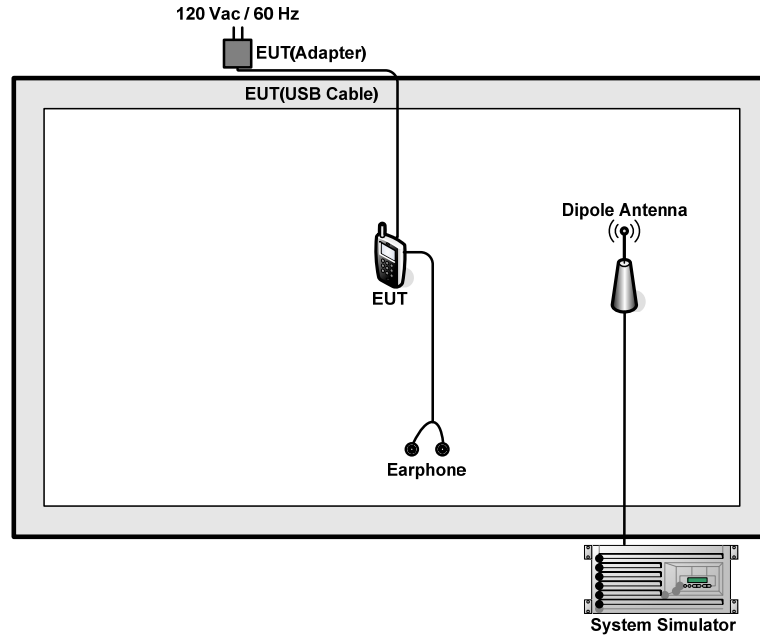 120 Vac / 60 Hz
EUT(Adapter)
EUT(USB Cable)
Dipole Antenna
EUT
Earphone
System Simulator